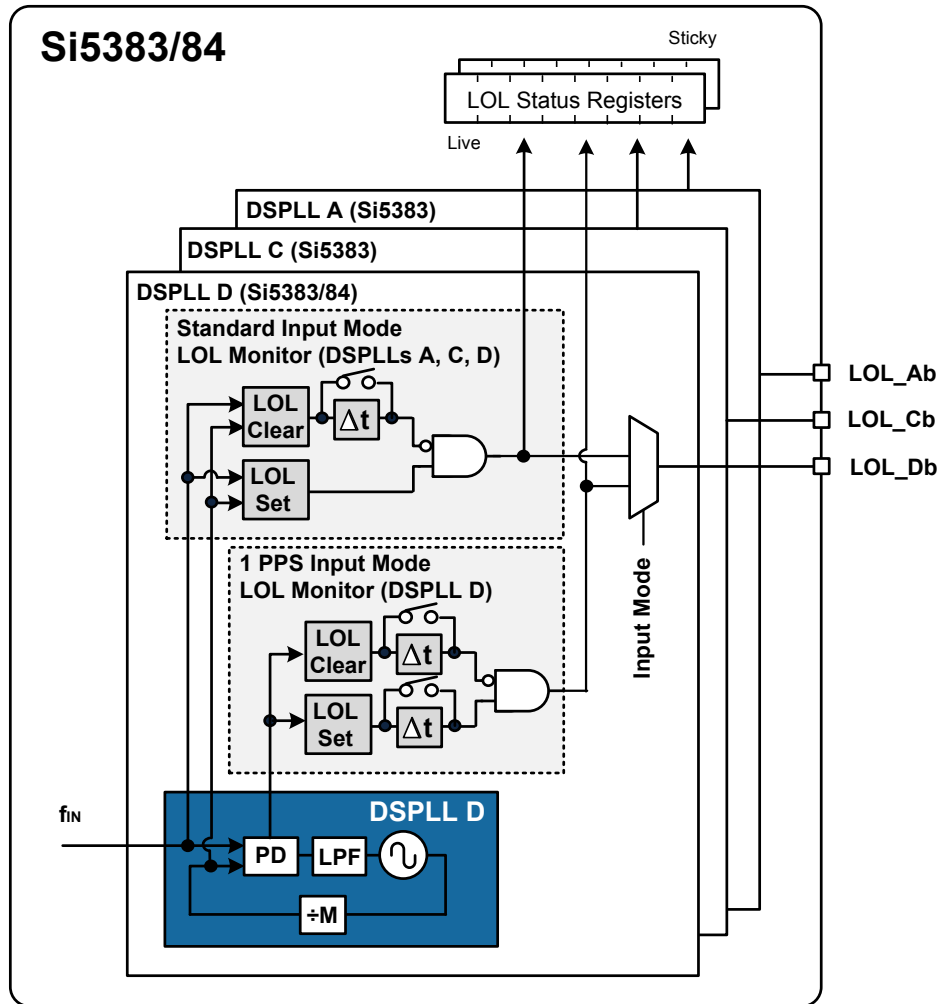 Si5383/84
Sticky
LOL Status Registers
Live
DSPLL A (Si5383)
DSPLL C (Si5383)
DSPLL D (Si5383/84)
Standard Input Mode
LOL Monitor (DSPLLs A, C, D)
LOL
Clear
Δt
LOL
Set
LOL_Ab
LOL_Cb
LOL_Db
Input Mode
1 PPS Input Mode
LOL Monitor (DSPLL D)
LOL
Clear
Δt
LOL
Set
Δt
fIN
DSPLL D
PD
LPF
÷M